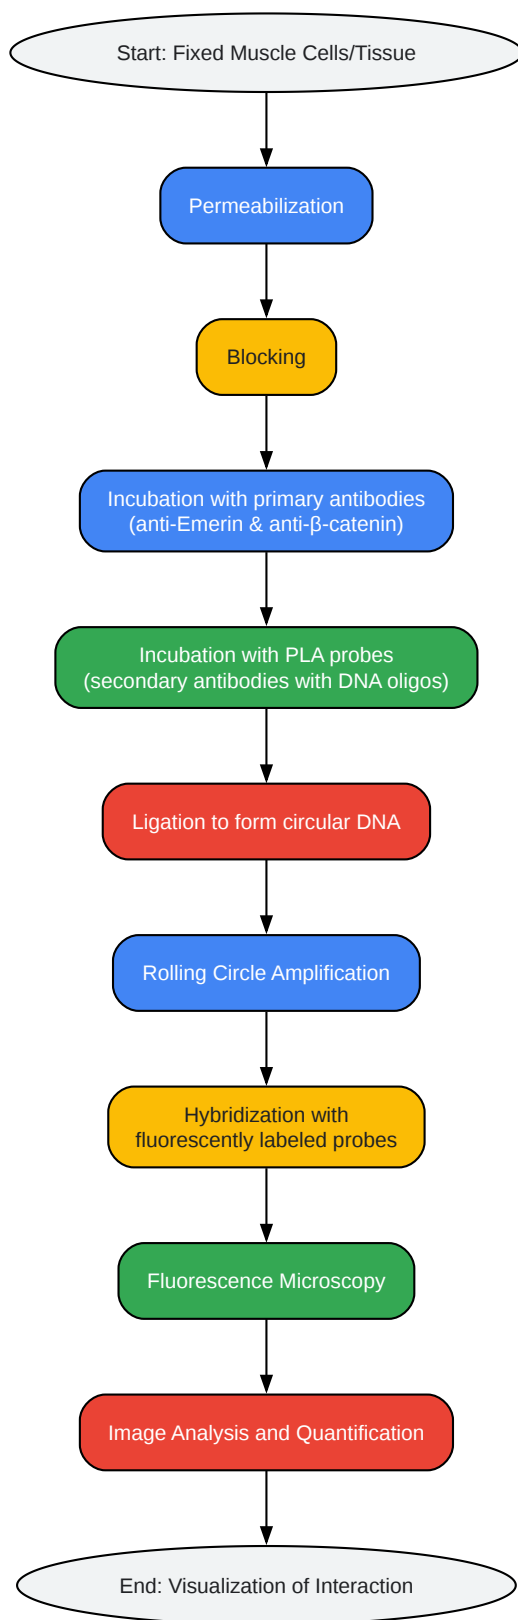 Start: Fixed Muscle Cells/Tissue
Permeabilization
Blocking
Incubation with primary antibodies
(anti-Emerin & anti-β-catenin)
Incubation with PLA probes
(secondary antibodies with DNA oligos)
Ligation to form circular DNA
Rolling Circle Amplification
Hybridization with
fluorescently labeled probes
Fluorescence Microscopy
Image Analysis and Quantification
End: Visualization of Interaction